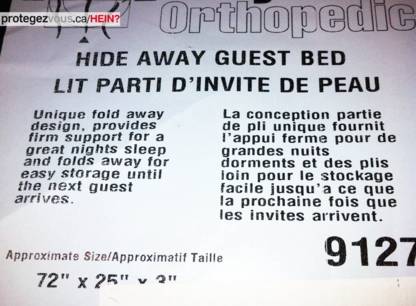 protegezvous.ca/HEIN?
Orthopedic
HIDE AWAY GUEST BED
LIT PARTI D'INVITE DE PEAU
Unique fold away
design, provides
firm support for a
great nights sleep
and folds away for
easy storage until
the next guest
arrives.
La conception partie
de pli unique fournit
l'appui ferme pour de
grandes nuits
dorments et des plis
loin pour le stockage
facile jusqu'a ce que
la prochaine fois que
les invites arrivent.
Approximate Size/Approximatif Taille
9127
72" x 25" x 3"